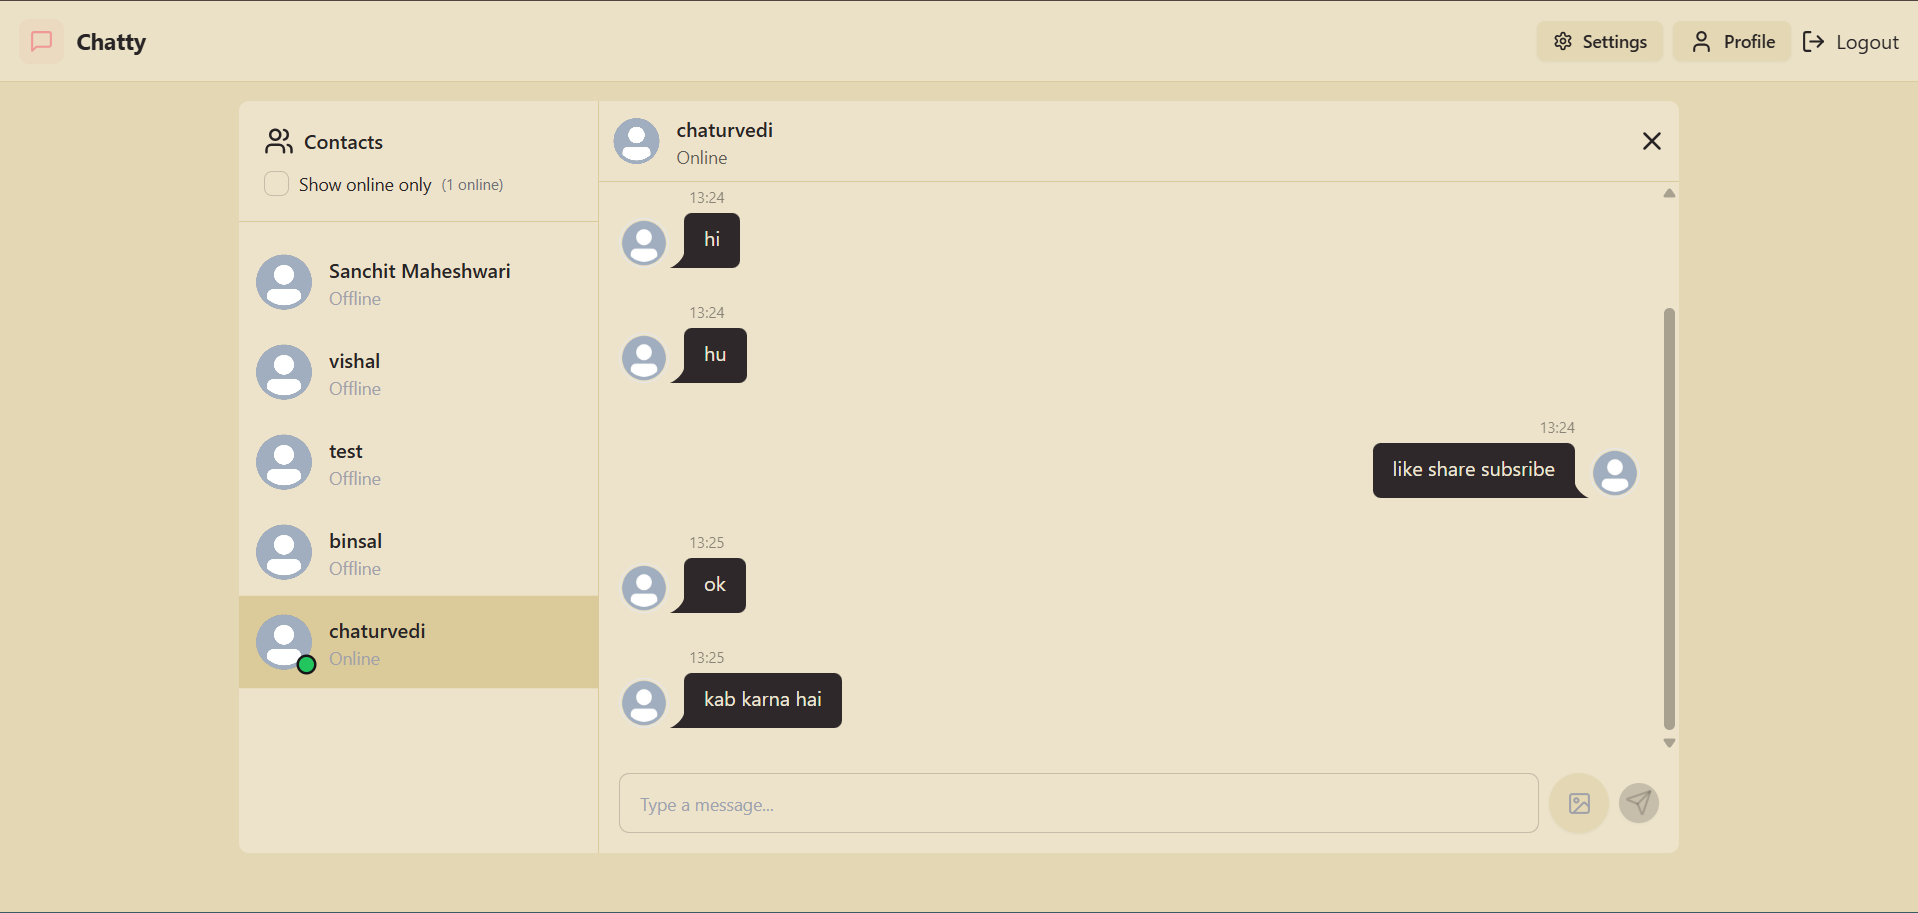 Chatty
Settings
Profile
Logout
Contacts
Show online only (1 online)
Sanchit Maheshwari
Offline
vishal
Offline
test
Offline
binsal
Offline
chaturvedi
Online
chaturvedi
Online
13:24
hi
13:24
hu
13:24
like share subsribe
13:25
ok
13:25
kab karna hai
Type a message...